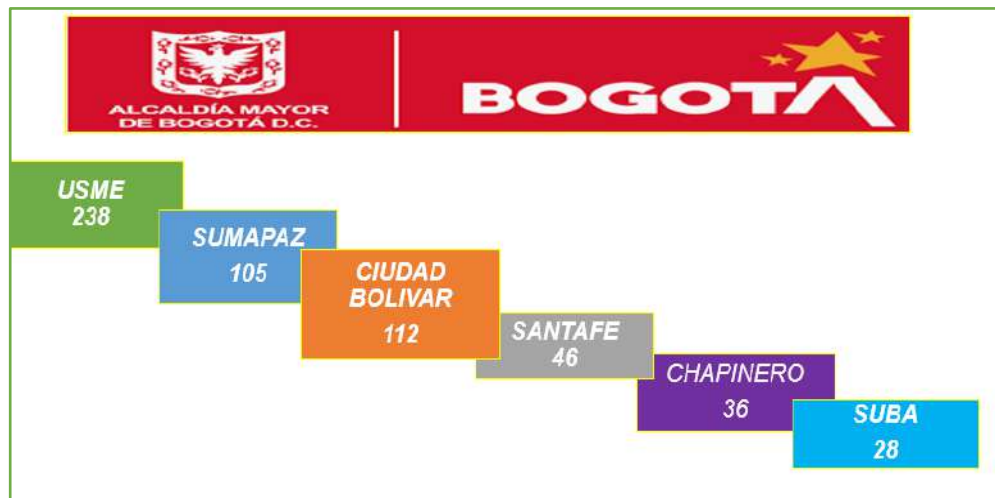 ALCALDÍA MAYOR
DE BOGOTÁ D.C.
BOGOTÁ
USME
238
SUMAPAZ
105
CIUDAD
BOLIVAR
112
SANTAFE
46
CHAPINERO
36
SUBA
28